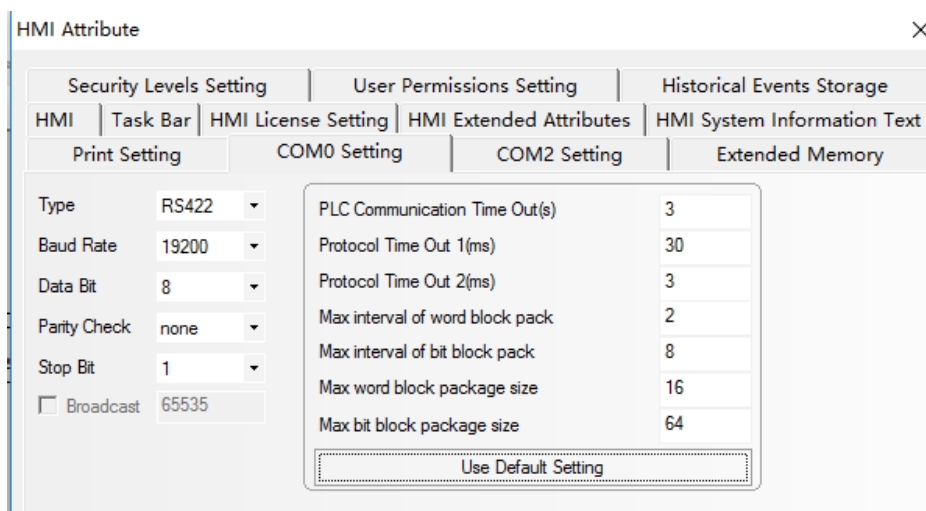 HMI Attribute
Security Levels Setting User Permissions Setting Historical Events Storage
HMI Task Bar HMI License Setting HMI Extended Attributes HMI System Information Text
Print Setting COM0 Setting COM2 Setting Extended Memory
Type RS422
Baud Rate 19200
Data Bit 8
Parity Check none
Stop Bit 1
Broadcast 65535
PLC Communication Time Out(s) 3
Protocol Time Out 1(ms) 30
Protocol Time Out 2(ms) 3
Max interval of word block pack 2
Max interval of bit block pack 8
Max word block package size 16
Max bit block package size 64
Use Default Setting